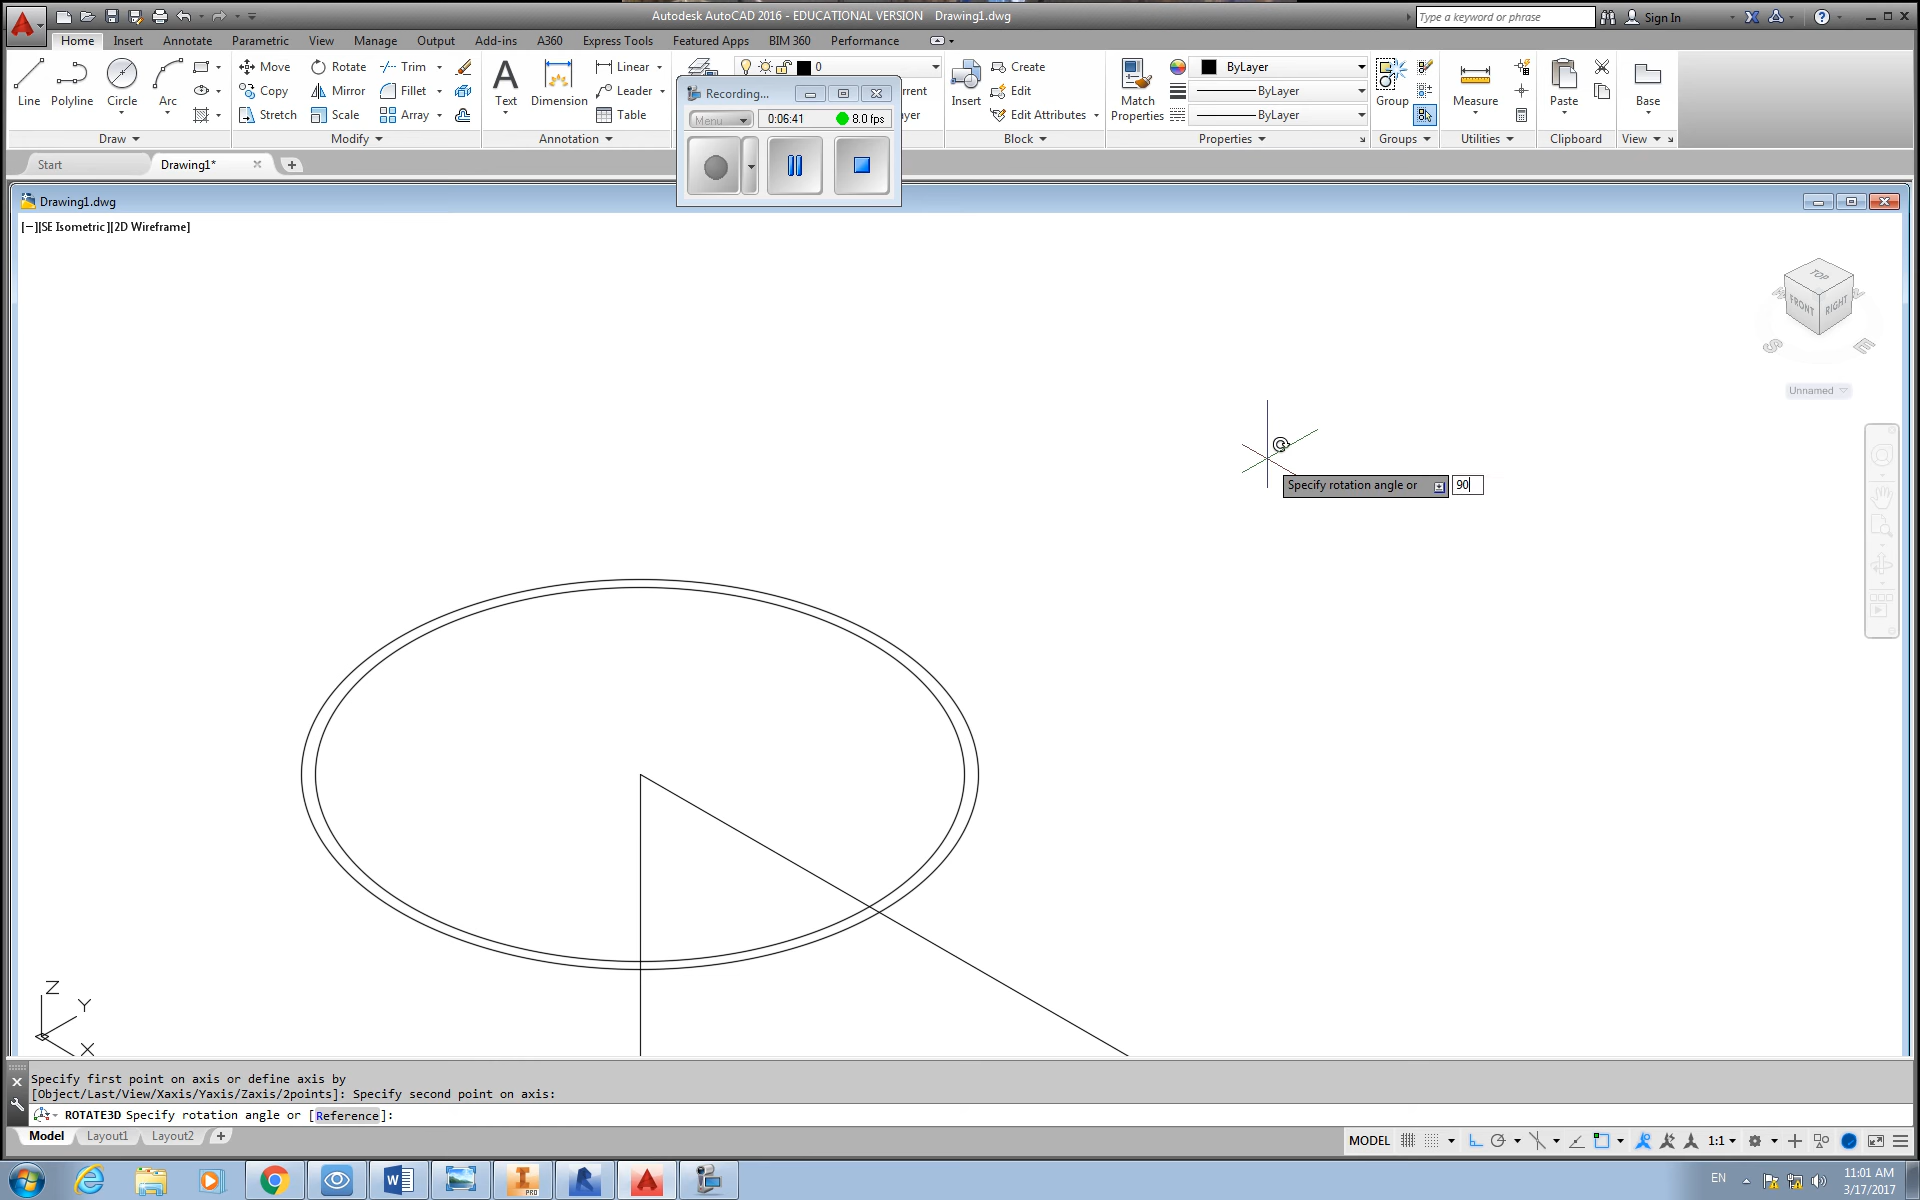 Autodesk AutoCAD 2016 - EDUCATIONAL VERSION Drawing1.dwg
Type a keyword or phrase
Sign In
Home Insert Annotate Parametric View Manage Output Add-ins A360 Express Tools Featured Apps BIM 360 Performance
Line Polyline Circle Arc
Draw
Move Rotate Trim
Copy Mirror Fillet
Stretch Scale Array
Modify
Text Dimension
Linear
Leader
Table
Annotation
0
Recording...
Menu 0:06:41 8.0 fps
Insert
Create
Edit
Edit Attributes
Block
Match
Properties
ByLayer
ByLayer
ByLayer
Properties
Group
Groups
Measure
Utilities
Paste
Clipboard
Base
View
Start Drawing1*
Drawing1.dwg
[−][SE Isometric][2D Wireframe]
TOP
FRONT RIGHT
S E
Unnamed
Specify rotation angle or 90
Z
Y
X
Specify first point on axis or define axis by
[Object/Last/View/Xaxis/Yaxis/Zaxis/2points]: Specify second point on axis:
ROTATE3D Specify rotation angle or [Reference]:
Model Layout1 Layout2
MODEL 1:1
PRO
EN
11:01 AM
3/17/2017